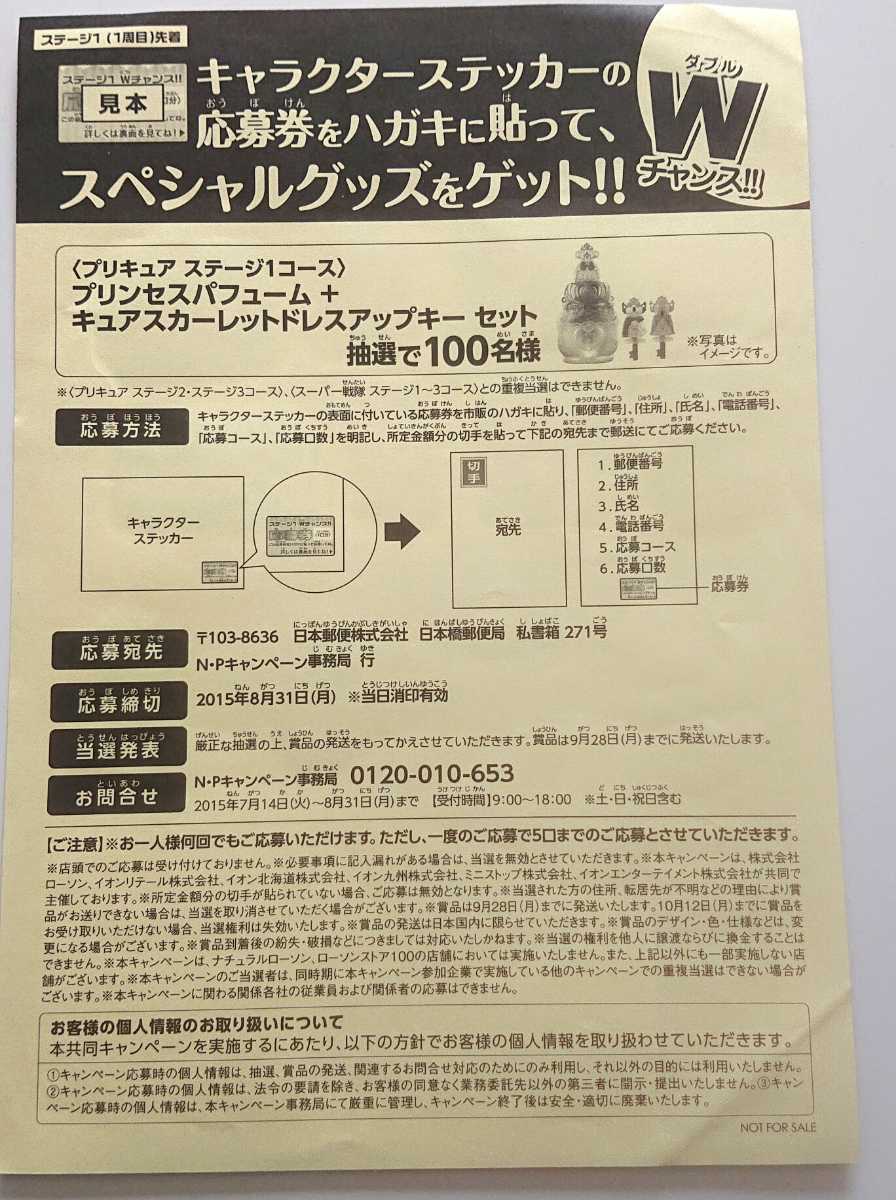 ステージ1 (1周目)先着
ステージ1 Wチャンス!!
見本
詳しくは裏面を見てね!▶
キャラクターステッカーの
応募券をハガキに貼って、
スペシャルグッズをゲット!!
ダブル
W
チャンス!!
〈プリキュア ステージ1コース〉
プリンセスパフューム +
キュアスカーレットドレスアップキー セット
抽選で100名様
※写真は
イメージです。
※〈プリキュア ステージ2・ステージ3コース〉、〈スーパー戦隊 ステージ1〜3コース〉との重複当選はできません。
応募方法
キャラクターステッカーの表面に付いている応募券を市販のハガキに貼り、「郵便番号」、「住所」、「氏名」、「電話番号」、
「応募コース」、「応募口数」を明記し、所定金額分の切手を貼って下記の宛先まで郵送にてご応募ください。
キャラクター
ステッカー
ステージ1 Wチャンス!!
詳しくは裏面を見てね!▶
切手
宛先
1.郵便番号
2.住所
3.氏名
4.電話番号
5.応募コース
6.応募口数
応募券
応募宛先
〒103-8636 日本郵便株式会社 日本橋郵便局 私書箱 271号
N・Pキャンペーン事務局 行
応募締切
2015年8月31日(月) ※当日消印有効
当選発表
厳正な抽選の上、賞品の発送をもってかえさせていただきます。賞品は9月28日(月)までに発送いたします。
お問合せ
N・Pキャンペーン事務局 0120-010-653
2015年7月14日(火)〜8月31日(月)まで 【受付時間】9:00〜18:00 ※土・日・祝日含む
【ご注意】※お一人様何回でもご応募いただけます。ただし、一度のご応募で5口までのご応募とさせていただきます。
※店頭でのご応募は受け付けておりません。※必要事項に記入漏れがある場合は、当選を無効とさせていただきます。※本キャンペーンは、株式会社
ローソン、イオンリテール株式会社、イオン北海道株式会社、イオン九州株式会社、ミニストップ株式会社、イオンエンターテイメント株式会社が共同で
主催しております。※所定金額分の切手が貼られていない場合、ご応募は無効となります。※当選された方の住所、転居先が不明などの理由により賞
品がお送りできない場合は、当選を取り消させていただく場合がございます。※賞品は9月28日(月)までに発送いたします。10月12日(月)までに賞品を
お受け取りいただけない場合、当選権利は失効いたします。※賞品の発送は日本国内に限らせていただきます。※賞品のデザイン・色・仕様などは、変
更になる場合がございます。※賞品到着後の紛失・破損などにつきましては対応いたしかねます。※当選の権利を他人に譲渡ならびに換金することは
できません。※本キャンペーンは、ナチュラルローソン、ローソンストア100の店舗においては実施いたしません。また、上記以外にも一部実施しない店
舗がございます。※本キャンペーンのご当選者は、同時期に本キャンペーン参加企業で実施している他のキャンペーンでの重複当選はできない場合が
ございます。※本キャンペーンに関わる関係各社の従業員および関係者の応募はできません。
お客様の個人情報のお取り扱いについて
本共同キャンペーンを実施するにあたり、以下の方針でお客様の個人情報を取り扱わせていただきます。
①キャンペーン応募時の個人情報は、抽選、賞品の発送、関連するお問合せ対応のためにのみ利用し、それ以外の目的には利用いたしません。
②キャンペーン応募時の個人情報は、法令の要請を除き、お客様の同意なく業務委託先以外の第三者に開示・提出いたしません。③キャン
ペーン応募時の個人情報は、本キャンペーン事務局にて厳重に管理し、キャンペーン終了後は安全・適切に廃棄いたします。
NOT FOR SALE